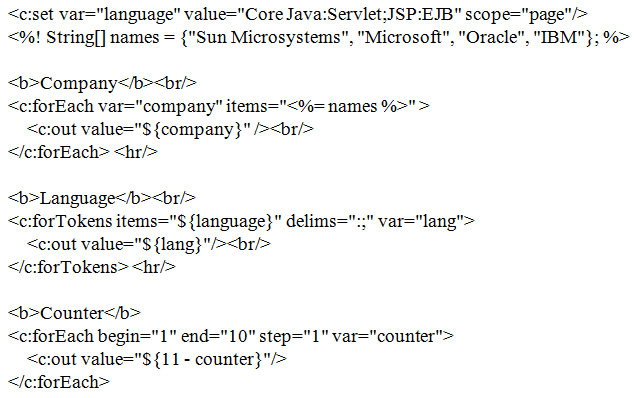 <c:set var="language" value="Core Java:Servlet;JSP:EJB" scope="page"/>
<%! String[] names = {"Sun Microsystems", "Microsoft", "Oracle", "IBM"}; %>
<b>Company</b><br/>
<c:forEach var="company" items="<%= names %>" >
<c:out value="${company}" /><br/>
</c:forEach> <hr/>
<b>Language</b><br/>
<c:forTokens items="${language}" delims=":;" var="lang">
<c:out value="${lang}"/><br/>
</c:forTokens> <hr/>
<b>Counter</b>
<c:forEach begin="1" end="10" step="1" var="counter">
<c:out value="${11 - counter}"/>
</c:forEach>